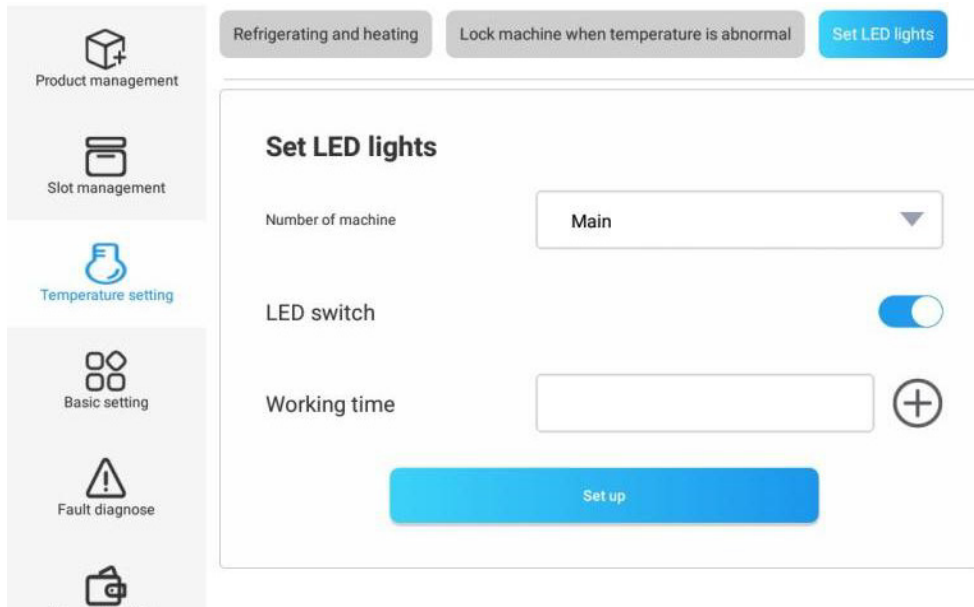 Product management
Slot management
Temperature setting
Basic setting
Fault diagnose
Refrigerating and heating
Lock machine when temperature is abnormal
Set LED lights
Set LED lights
Number of machine
Main
LED switch
Working time
Set up